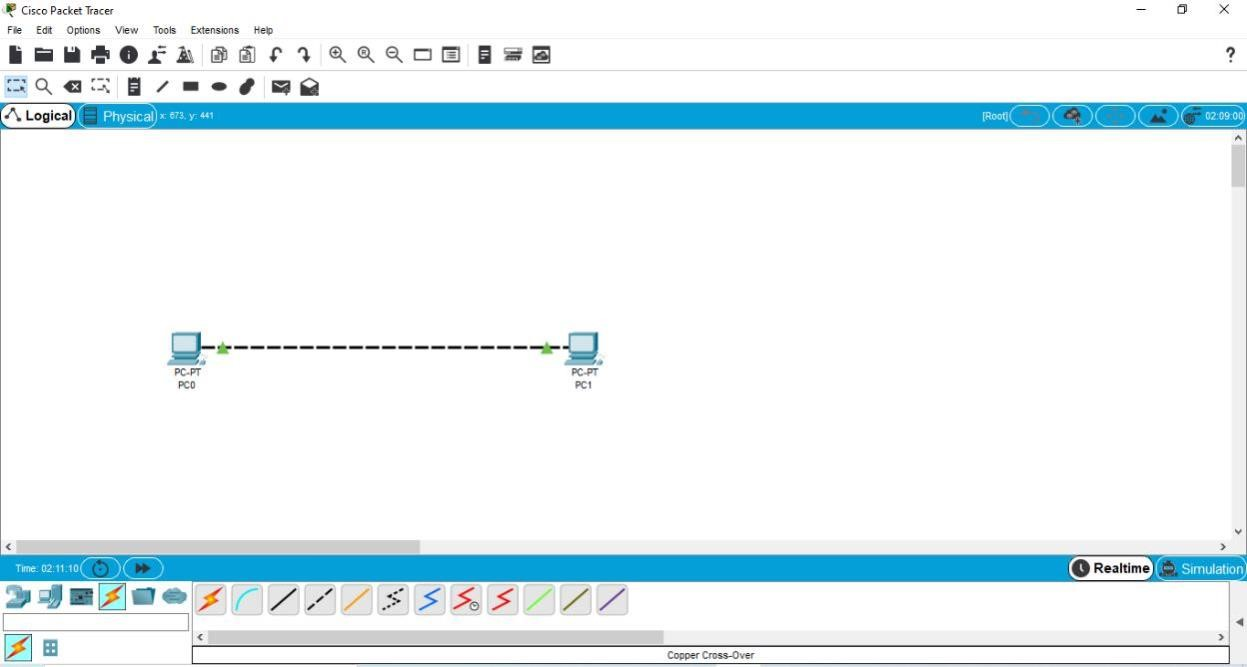 Cisco Packet Tracer
File Edit Options View Tools Extensions Help
?
Logical Physical x: 673, y: 441 [Root] 02:09:00
PC-PT PC-PT
PC0 PC1
Time: 02:11:10 Realtime Simulation
Copper Cross-Over